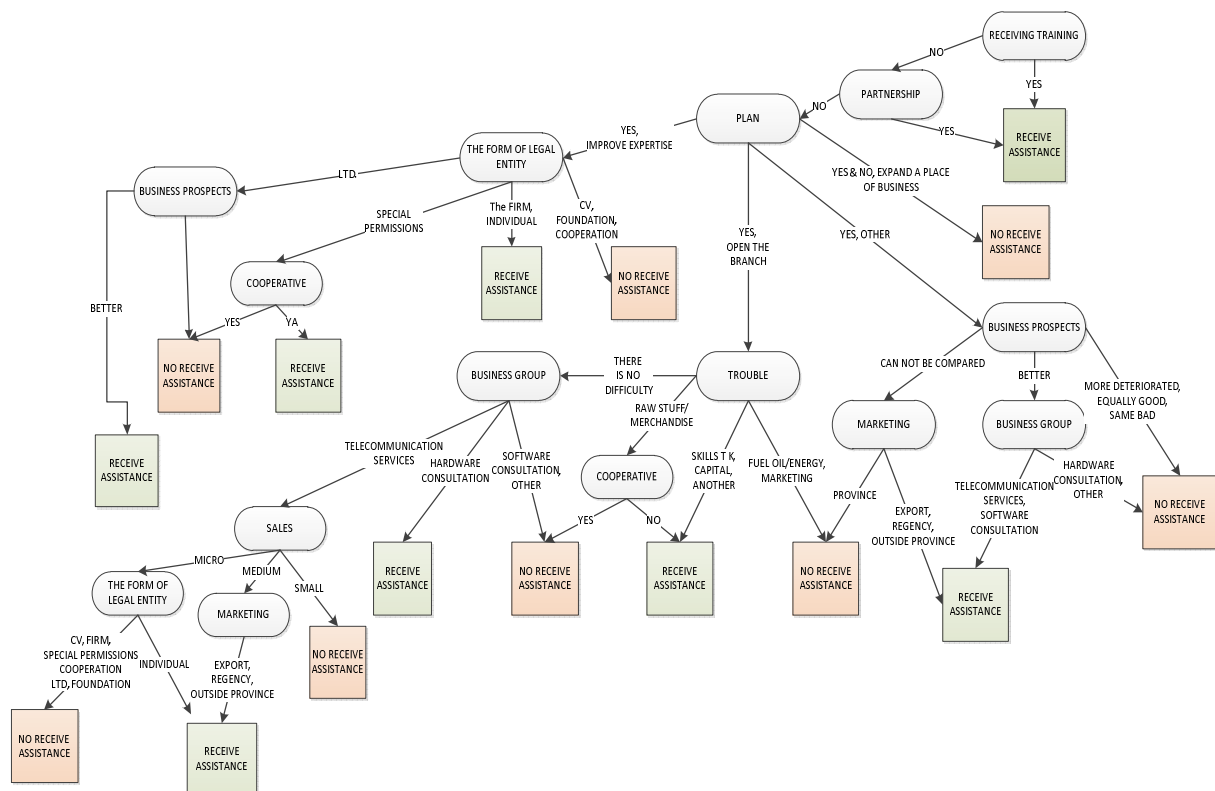 RECEIVING TRAINING
NO
YES
PARTNERSHIP
NO
YES
RECEIVE
ASSISTANCE
PLAN
YES,
IMPROVE EXPERTISE
YES & NO, EXPAND A PLACE
OF BUSINESS
NO RECEIVE
ASSISTANCE
YES,
OPEN THE
BRANCH
YES, OTHER
THE FORM OF LEGAL
ENTITY
LTD.
SPECIAL
PERMISSIONS
The FIRM,
INDIVIDUAL
CV,
FOUNDATION,
COOPERATION
RECEIVE
ASSISTANCE
NO RECEIVE
ASSISTANCE
BUSINESS PROSPECTS
BETTER
COOPERATIVE
YES
YA
NO RECEIVE
ASSISTANCE
RECEIVE
ASSISTANCE
RECEIVE
ASSISTANCE
BUSINESS PROSPECTS
CAN NOT BE COMPARED
BETTER
MORE DETERIORATED,
EQUALLY GOOD,
SAME BAD
TROUBLE
THERE
IS NO
DIFFICULTY
RAW STUFF/
MERCHANDISE
SKILLS T K,
CAPITAL,
ANOTHER
FUEL OIL/ENERGY,
MARKETING
BUSINESS GROUP
TELECOMMUNICATION
SERVICES
HARDWARE
CONSULTATION
SOFTWARE
CONSULTATION,
OTHER
COOPERATIVE
YES
NO
MARKETING
PROVINCE
EXPORT,
REGENCY,
OUTSIDE PROVINCE
BUSINESS GROUP
TELECOMMUNICATION
SERVICES,
SOFTWARE
CONSULTATION
HARDWARE
CONSULTATION,
OTHER
NO RECEIVE
ASSISTANCE
SALES
MICRO
MEDIUM
SMALL
RECEIVE
ASSISTANCE
NO RECEIVE
ASSISTANCE
RECEIVE
ASSISTANCE
NO RECEIVE
ASSISTANCE
RECEIVE
ASSISTANCE
THE FORM OF
LEGAL ENTITY
CV, FIRM,
SPECIAL PERMISSIONS
COOPERATION
LTD, FOUNDATION
INDIVIDUAL
MARKETING
EXPORT,
REGENCY,
OUTSIDE PROVINCE
NO RECEIVE
ASSISTANCE
NO RECEIVE
ASSISTANCE
RECEIVE
ASSISTANCE